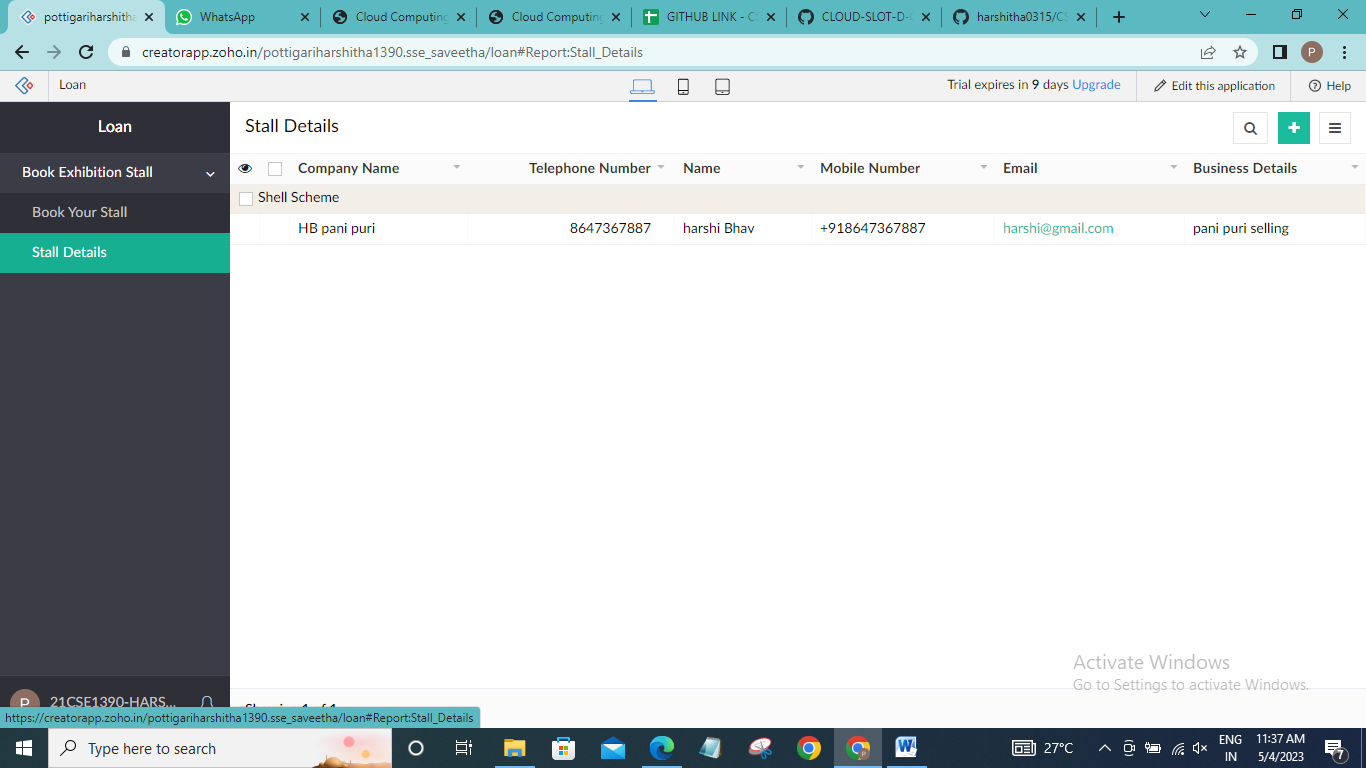 pottigariharshitha
WhatsApp
Cloud Computing
Cloud Computing
GITHUB LINK - CS
CLOUD-SLOT-D-
harshitha0315/CS
creatorapp.zoho.in/pottigariharshitha1390.sse_saveetha/loan#Report:Stall_Details
P
Loan
Trial expires in 9 days Upgrade
Edit this application
Help
Loan
Book Exhibition Stall
Book Your Stall
Stall Details
Stall Details
Company Name Telephone Number Name Mobile Number Email Business Details
Shell Scheme
HB pani puri 8647367887 harshi Bhav +918647367887 harshi@gmail.com pani puri selling
Activate Windows
Go to Settings to activate Windows.
P
21CSE1390-HARS...
Showing 1 of 1
https://creatorapp.zoho.in/pottigariharshitha1390.sse_saveetha/loan#Report:Stall_Details
Type here to search
27°C
ENG
IN
11:37 AM
5/4/2023
7